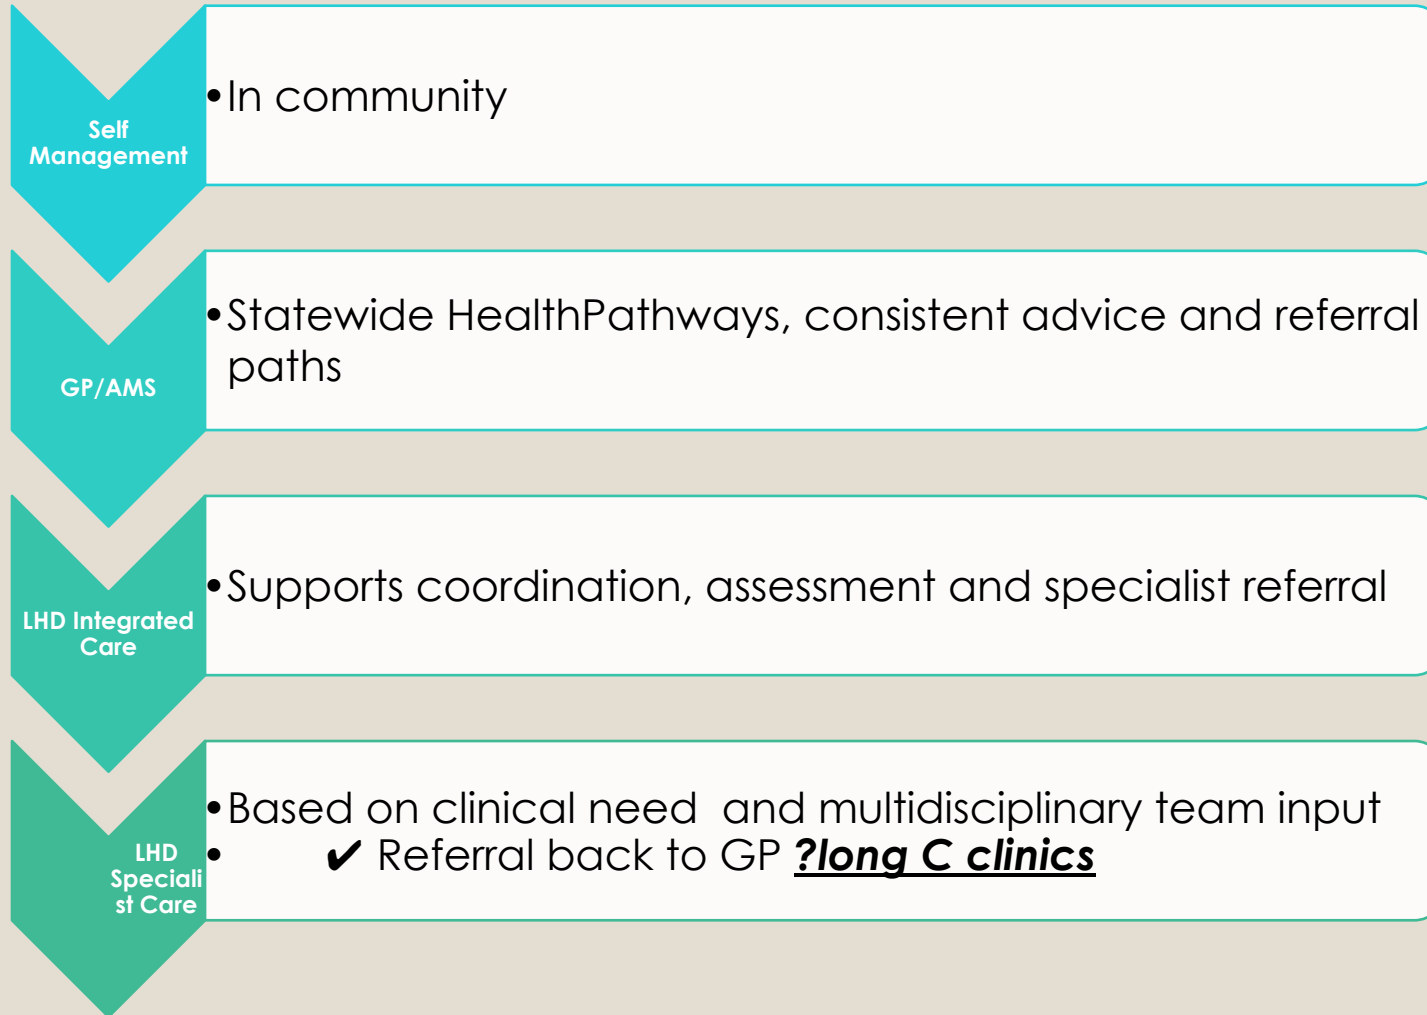 Self
Management
•In community
GP/AMS
•Statewide HealthPathways, consistent advice and referral
paths
LHD Integrated
Care
•Supports coordination, assessment and specialist referral
LHD
Speciali
st Care
•Based on clinical need  and multidisciplinary team input
• ✔ Referral back to GP ?long C clinics